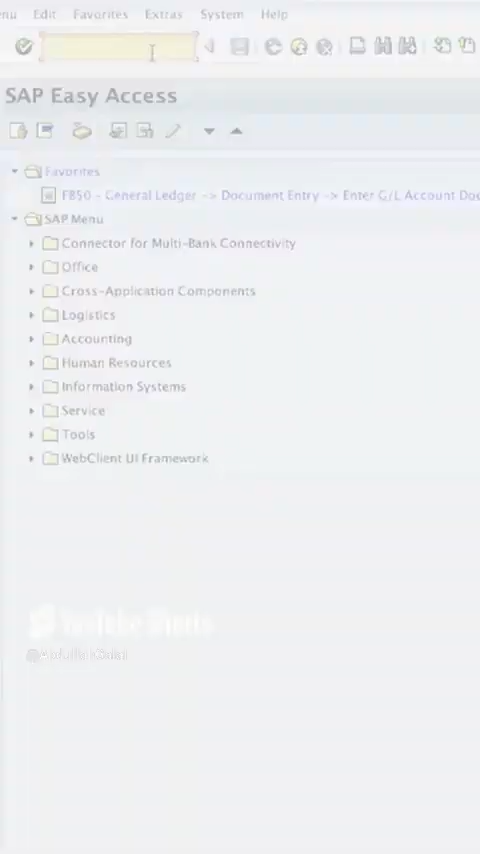 nu Edit Favorites Extras System Help
SAP Easy Access
Favorites
FB50 - General Ledger -> Document Entry -> Enter G/L Account Doc
SAP Menu
Connector for Multi-Bank Connectivity
Office
Cross-Application Components
Logistics
Accounting
Human Resources
Information Systems
Service
Tools
WebClient UI Framework
YouTube Shorts